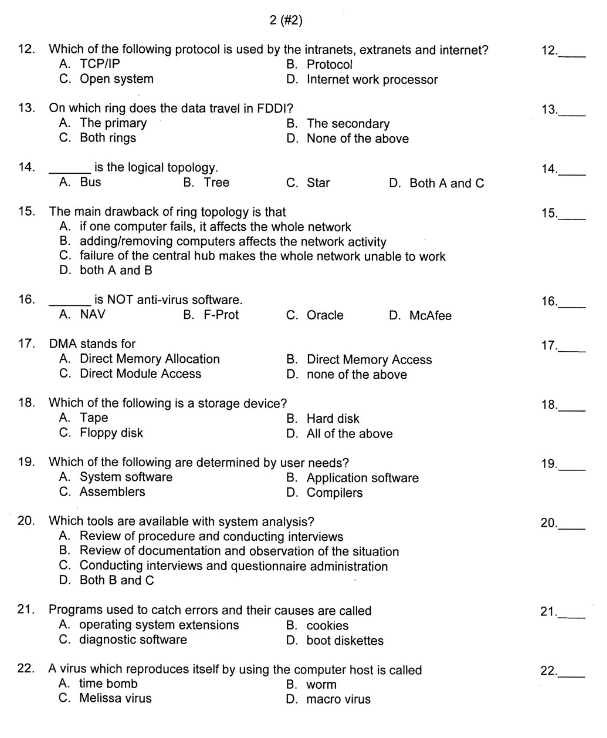 2 (#2)
12. Which of the following protocol is used by the intranets, extranets and internet? 12.____
A. TCP/IP B. Protocol
C. Open system D. Internet work processor
13. On which ring does the data travel in FDDI? 13.____
A. The primary B. The secondary
C. Both rings D. None of the above
14. ______ is the logical topology. 14.____
A. Bus B. Tree C. Star D. Both A and C
15. The main drawback of ring topology is that 15.____
A. if one computer fails, it affects the whole network
B. adding/removing computers affects the network activity
C. failure of the central hub makes the whole network unable to work
D. both A and B
16. ______ is NOT anti-virus software. 16.____
A. NAV B. F-Prot C. Oracle D. McAfee
17. DMA stands for 17.____
A. Direct Memory Allocation B. Direct Memory Access
C. Direct Module Access D. none of the above
18. Which of the following is a storage device? 18.____
A. Tape B. Hard disk
C. Floppy disk D. All of the above
19. Which of the following are determined by user needs? 19.____
A. System software B. Application software
C. Assemblers D. Compilers
20. Which tools are available with system analysis? 20.____
A. Review of procedure and conducting interviews
B. Review of documentation and observation of the situation
C. Conducting interviews and questionnaire administration
D. Both B and C
21. Programs used to catch errors and their causes are called 21.____
A. operating system extensions B. cookies
C. diagnostic software D. boot diskettes
22. A virus which reproduces itself by using the computer host is called 22.____
A. time bomb B. worm
C. Melissa virus D. macro virus